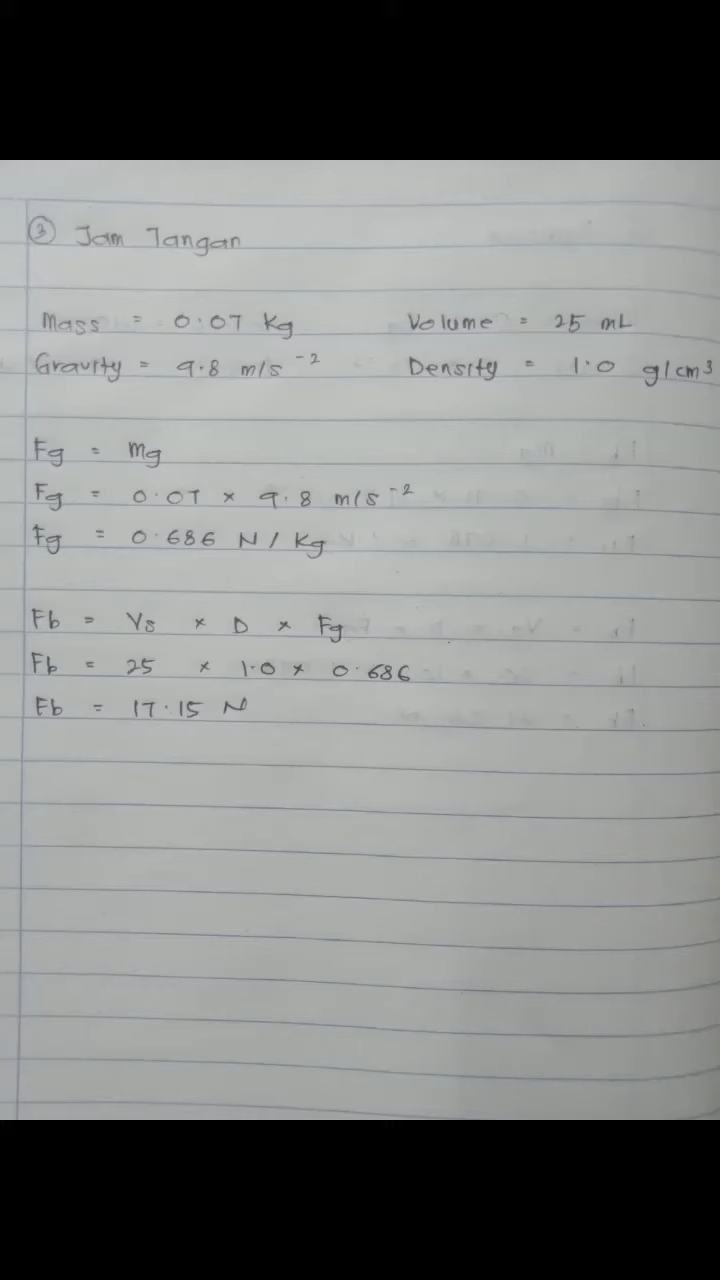 ③ Jam Tangan
Mass = 0.07 kg Volume = 25 mL
Gravity = 9.8 m/s⁻² Density = 1.0 g/cm³
Fg = mg
Fg = 0.07 × 9.8 m/s⁻²
Fg = 0.686 N/kg
Fb = Vs × D × Fg
Fb = 25 × 1.0 × 0.686
Fb = 17.15 N